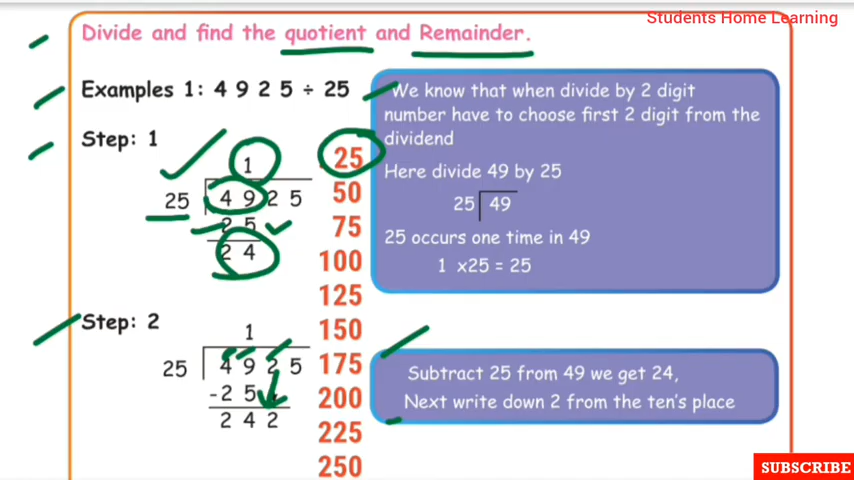 Students Home Learning
Divide and find the quotient and Remainder.
Examples 1: 4 9 2 5 ÷ 25
Step: 1
1
25 4 9 2 5
2 5
2 4
Step: 2
1
25 4 9 2 5
-2 5
2 4 2
25
50
75
100
125
150
175
200
225
250
We know that when divide by 2 digit
number have to choose first 2 digit from the
dividend
Here divide 49 by 25
25 49
25 occurs one time in 49
1 x25 = 25
Subtract 25 from 49 we get 24,
Next write down 2 from the ten's place
SUBSCRIBE